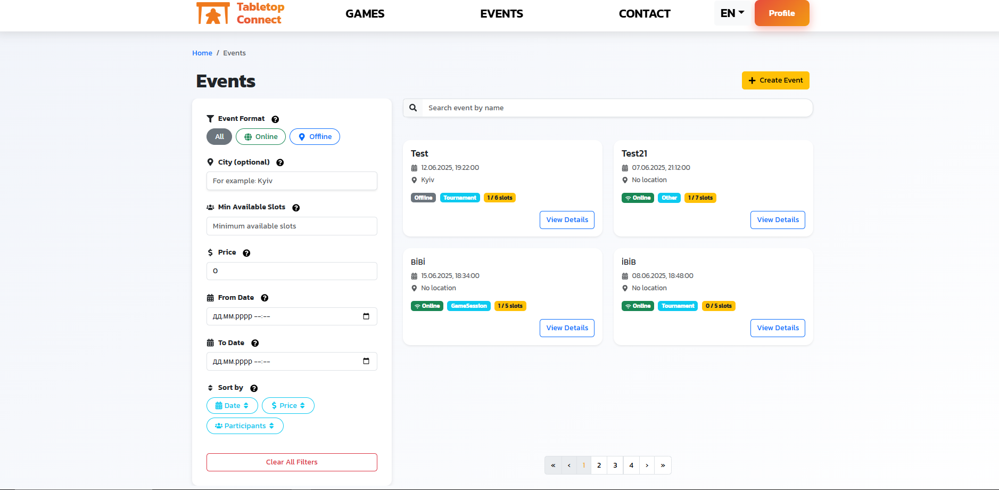 Tabletop
Connect
GAMES
EVENTS
CONTACT
EN
Profile
Home / Events
Events
Create Event
Event Format
All
Online
Offline
City (optional)
For example: Kyiv
Min Available Slots
Minimum available slots
Price
0
From Date
дд.мм.рррр --:--
To Date
дд.мм.рррр --:--
Sort by
Date
Price
Participants
Clear All Filters
Search event by name
Test
12.06.2025, 19:22:00
Kyiv
Offline Tournament 1 / 6 slots
View Details
Test21
07.06.2025, 21:12:00
No location
Online Other 1 / 7 slots
View Details
ВІВІ
15.06.2025, 18:34:00
No location
Online GameSession 1 / 5 slots
View Details
ІВІВ
08.06.2025, 18:48:00
No location
Online Tournament 0 / 5 slots
View Details
« ‹ 1 2 3 4 › »